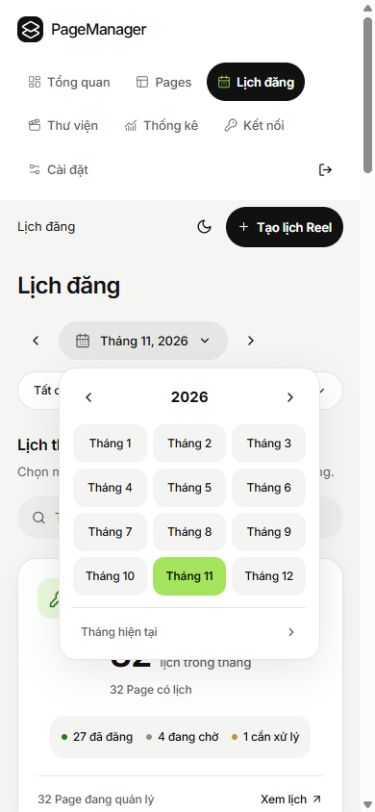 PageManager
Tổng quan
Pages
Lịch đăng
Thư viện
Thống kê
Kết nối
Cài đặt
Lịch đăng
+ Tạo lịch Reel
Lịch đăng
Tháng 11, 2026
Tất
2026
Tháng 1
Tháng 2
Tháng 3
Lịch
Chọn
Tháng 4
Tháng 5
Tháng 6
Tháng 7
Tháng 8
Tháng 9
Tháng 10
Tháng 11
Tháng 12
Tháng hiện tại
32 lịch trong tháng
32 Page có lịch
27 đã đăng
4 đang chờ
1 cần xử lý
32 Page đang quản lý
Xem lịch